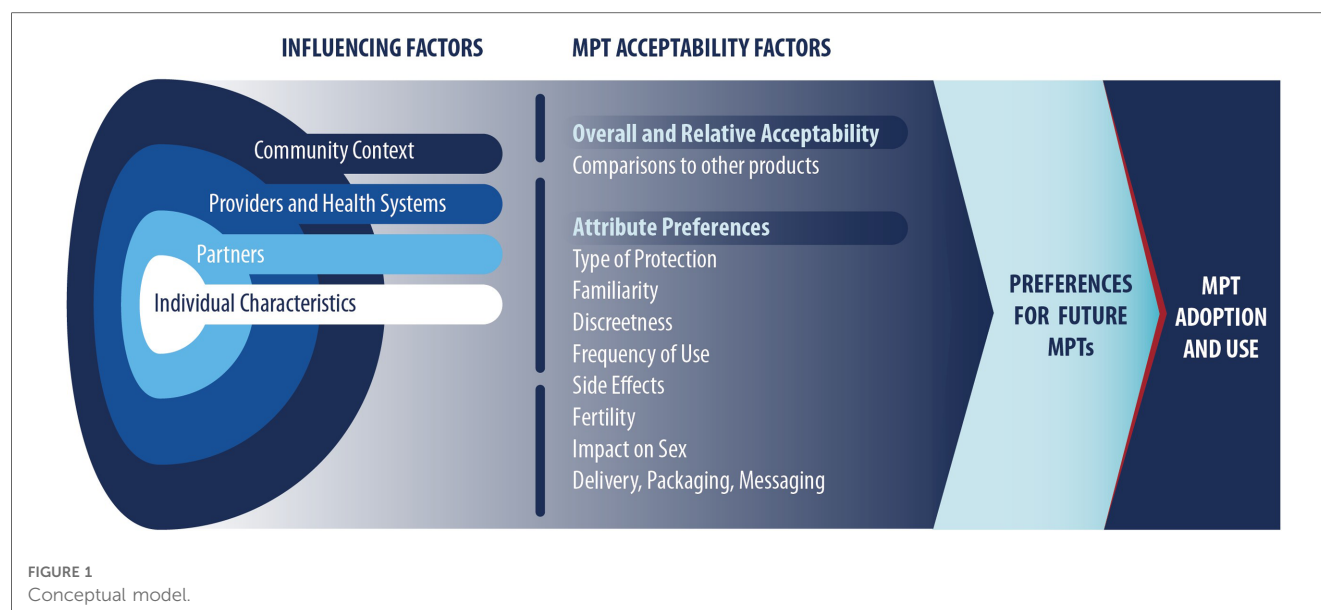 INFLUENCING FACTORS
MPT ACCEPTABILITY FACTORS
Community Context
Providers and Health Systems
Partners
Individual Characteristics
Overall and Relative Acceptability
Comparisons to other products
Attribute Preferences
Type of Protection
Familiarity
Discreetness
Frequency of Use
Side Effects
Fertility
Impact on Sex
Delivery, Packaging, Messaging
PREFERENCES
FOR FUTURE
MPTs
MPT
ADOPTION
AND USE
FIGURE 1
Conceptual model.